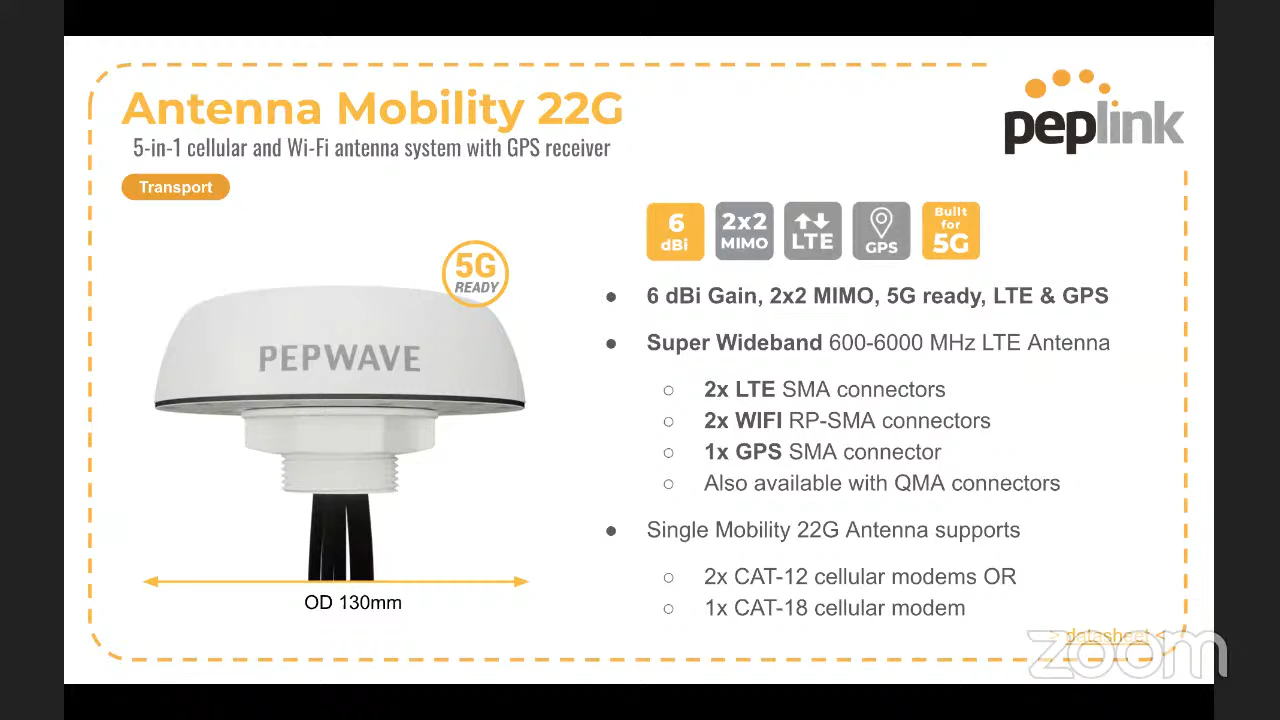 Antenna Mobility 22G
5-in-1 cellular and Wi-Fi antenna system with GPS receiver
Transport
peplink
6
dBi
2x2
MIMO
LTE
GPS
Built
for
5G
5G
READY
PEPWAVE
OD 130mm
● 6 dBi Gain, 2x2 MIMO, 5G ready, LTE & GPS
● Super Wideband 600-6000 MHz LTE Antenna
○ 2x LTE SMA connectors
○ 2x WIFI RP-SMA connectors
○ 1x GPS SMA connector
○ Also available with QMA connectors
● Single Mobility 22G Antenna supports
○ 2x CAT-12 cellular modems OR
○ 1x CAT-18 cellular modem
> datasheet <
zoom